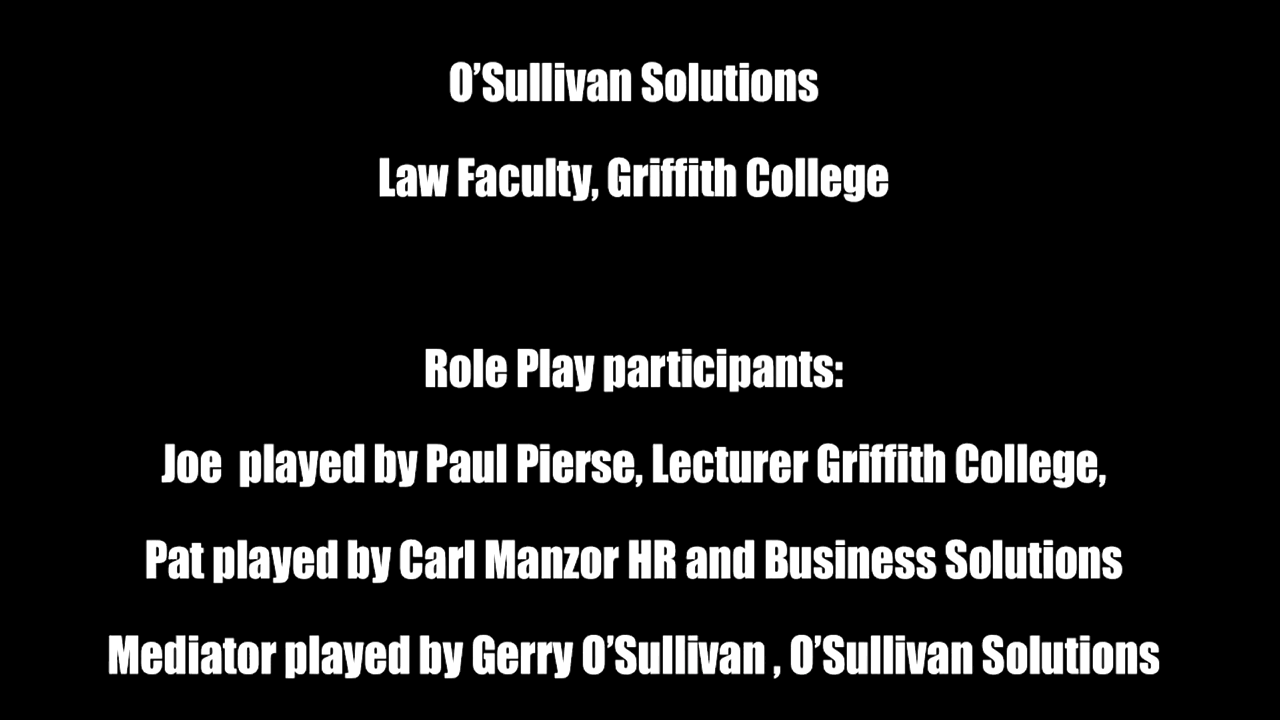 O’Sullivan Solutions
Law Faculty, Griffith College
Role Play participants:
Joe  played by Paul Pierse, Lecturer Griffith College,
Pat played by Carl Manzor HR and Business Solutions
Mediator played by Gerry O’Sullivan , O’Sullivan Solutions